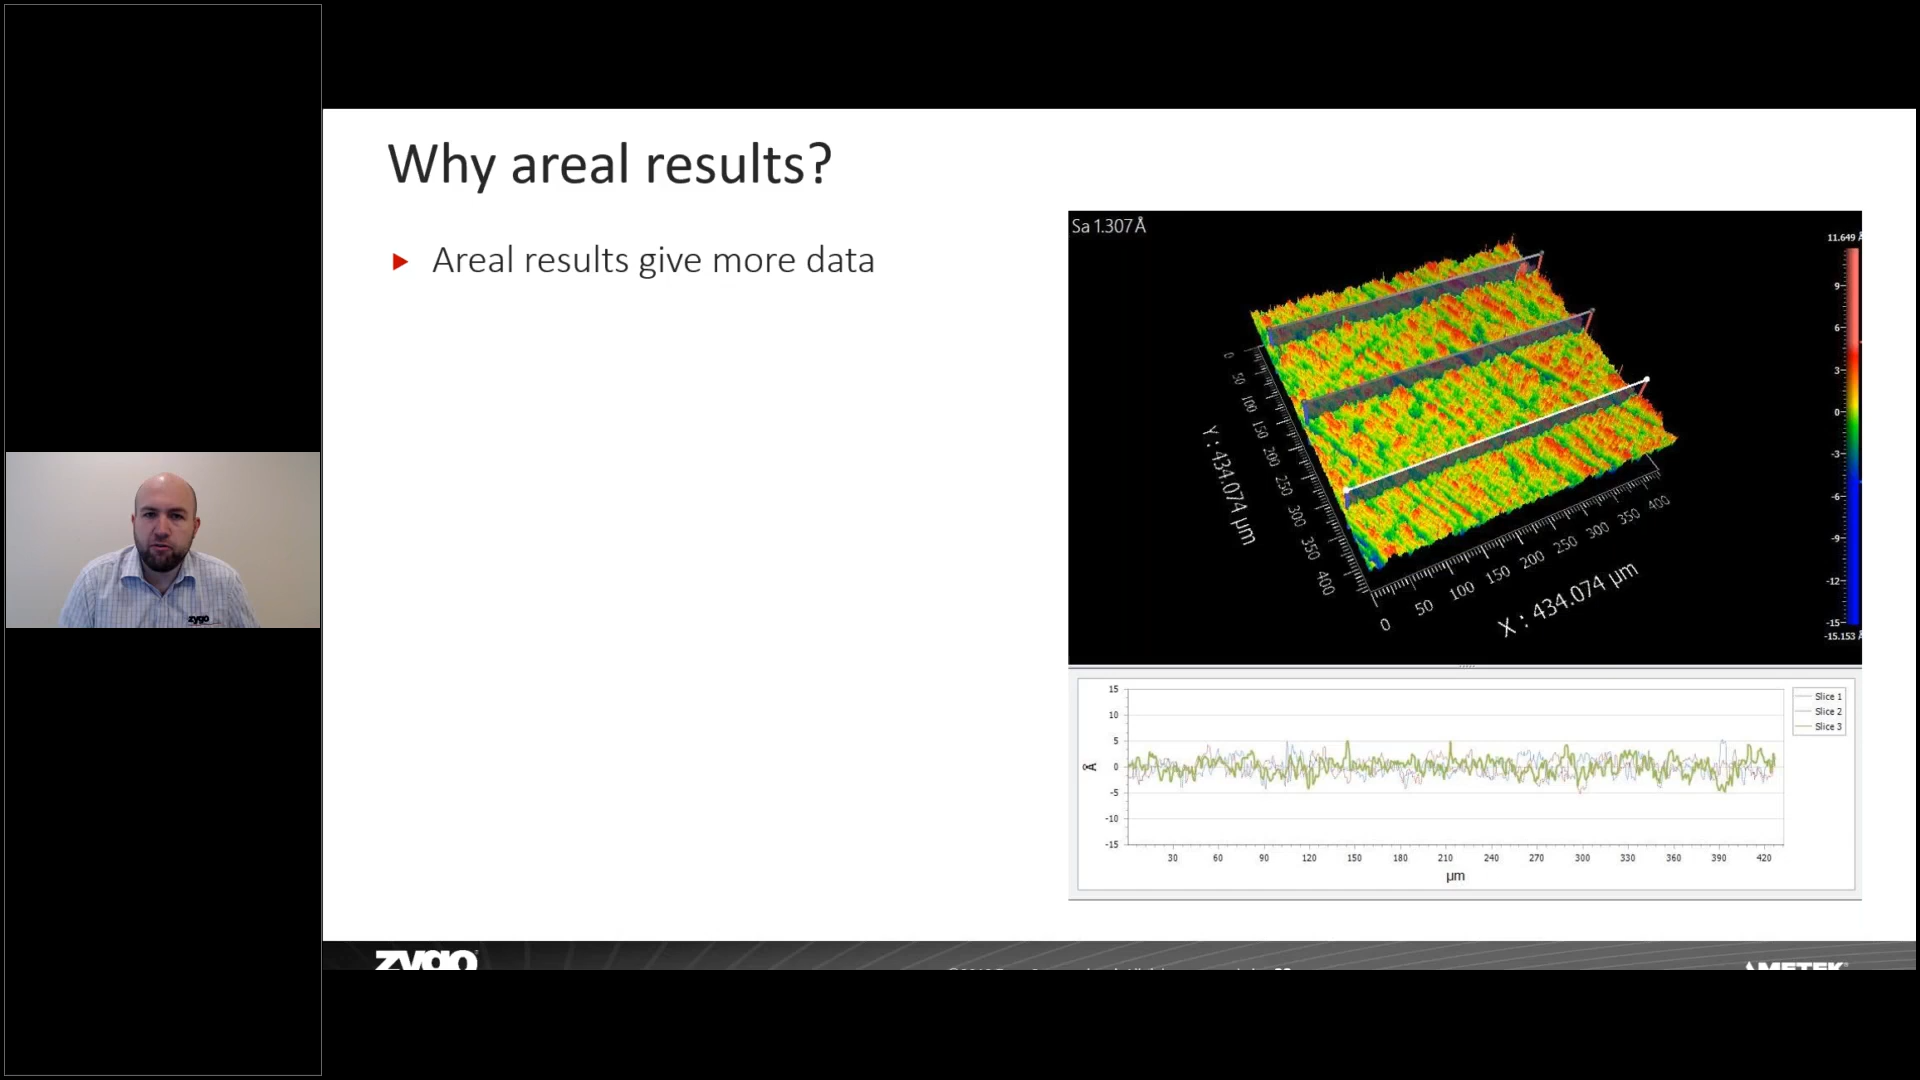 Why areal results?
Areal results give more data
Sa 1.307 Å
11.649 Å
9
6
3
0
-3
-6
-9
-12
-15
-15.153 Å
0
50
100
150
200
250
300
350
400
Y : 434.074 µm
0
50
100
150
200
250
300
350
400
X : 434.074 µm
15
10
5
0
-5
-10
-15
Å
30 60 90 120 150 180 210 240 270 300 330 360 390 420
µm
Slice 1
Slice 2
Slice 3
zygo
zygo
AMETEK